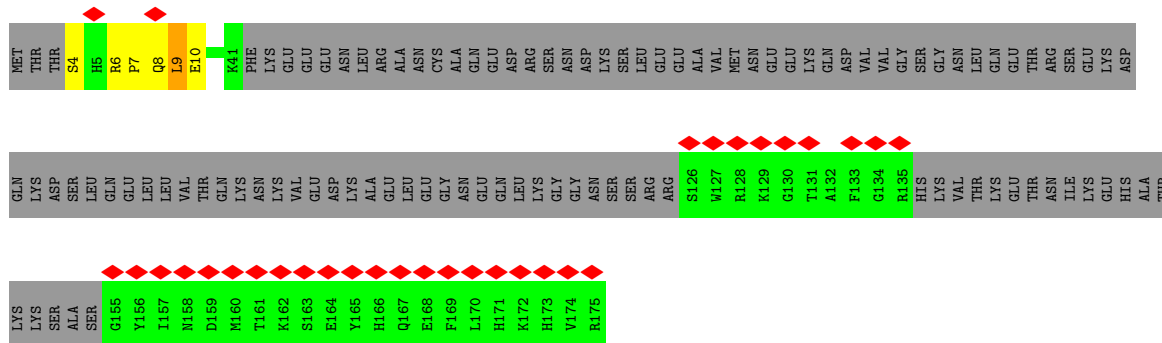 MET THR THR S4 H5 R6 P7 Q8 L9 E10 K41 PHE LYS GLU GLU GLU ASN LEU ARG ALA ASN CYS ALA GLN GLU ASP ARG SER ASN ASP LYS SER LEU GLU GLU ALA VAL MET ASN GLU GLU LYS GLN ASP VAL VAL GLY SER GLY ASN LEU GLN GLU THR ARG SER GLU LYS ASP
GLN LYS ASP SER LEU GLN GLU LEU LEU VAL THR GLN LYS ASN LYS VAL GLU ASP LYS ALA GLU LEU GLU GLY ASN GLU GLN LEU LYS GLY GLY ASN SER SER ARG ARG S126 W127 R128 K129 G130 T131 A132 F133 G134 R135 HIS LYS VAL THR LYS GLU THR ASN ILE LYS GLU HIS ALA
LYS LYS SER ALA SER G155 Y156 I157 N158 D159 M160 T161 K162 S163 E164 Y165 H166 Q167 E168 F169 L170 H171 K172 H173 V174 R175